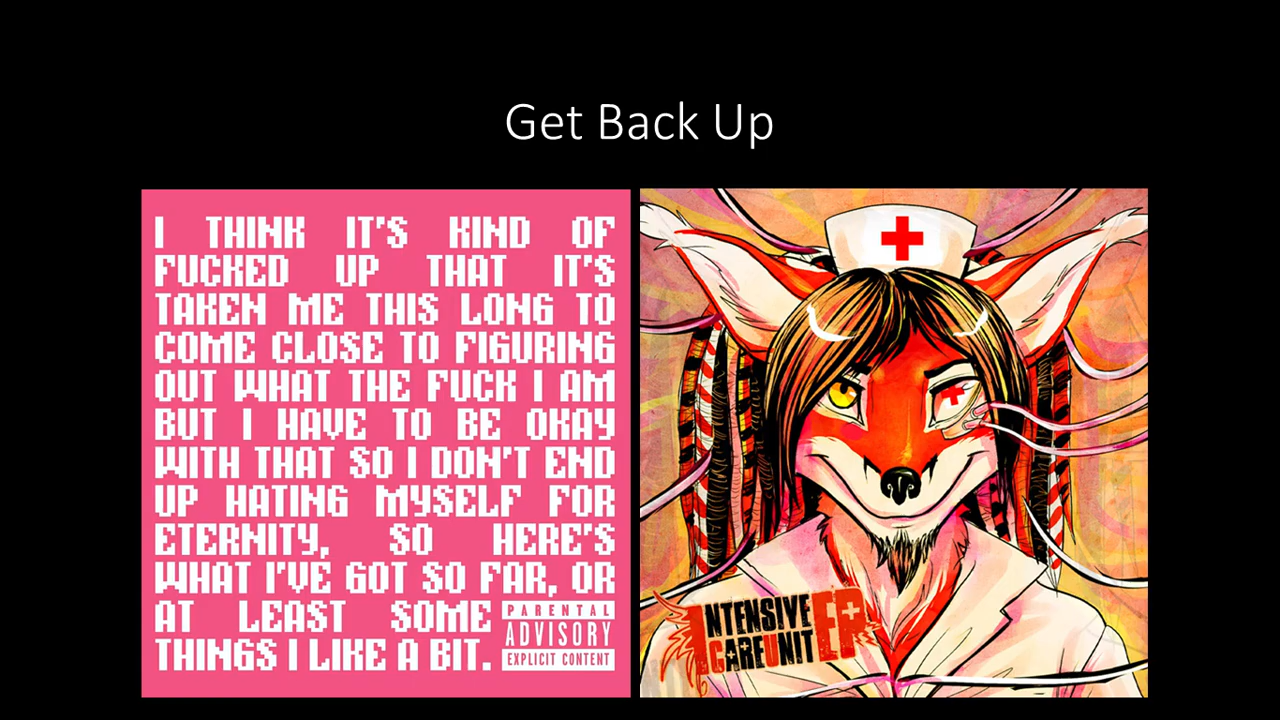 Get Back Up
I THINK IT'S KIND OF
FUCKED UP THAT IT'S
TAKEN ME THIS LONG TO
COME CLOSE TO FIGURING
OUT WHAT THE FUCK I AM
BUT I HAVE TO BE OKAY
WITH THAT SO I DON'T END
UP HATING MYSELF FOR
ETERNITY, SO HERE'S
WHAT I'VE GOT SO FAR, OR
AT LEAST SOME
THINGS I LIKE A BIT.
PARENTAL
ADVISORY
EXPLICIT CONTENT
INTENSIVE
CAREUNIT
EP